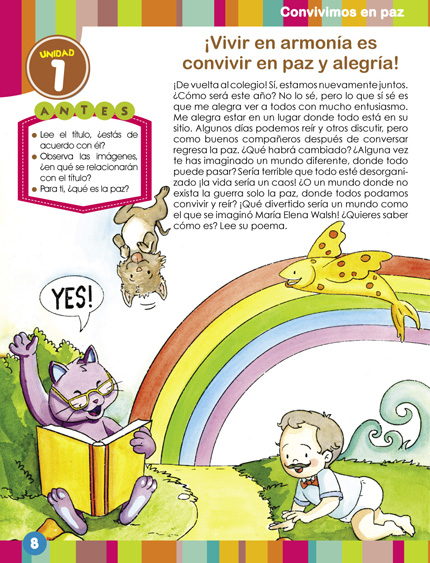 Convivimos en paz
UNIDAD
1
¡Vivir en armonía es
convivir en paz y alegría!
ANTES
Lee el título, ¿estás de
acuerdo con él?
Observa las imágenes,
¿en qué se relacionarán
con el título?
Para ti, ¿qué es la paz?
¡De vuelta al colegio! Sí, estamos nuevamente juntos.
¿Cómo será este año? No lo sé, pero lo que sí sé es
que me alegra ver a todos con mucho entusiasmo.
Me alegra estar en un lugar donde todo está en su
sitio. Algunos días podemos reír y otros discutir, pero
como buenos compañeros después de conversar
regresa la paz. ¿Qué habrá cambiado? ¿Alguna vez
te has imaginado un mundo diferente, donde todo
puede pasar? Sería terrible que todo esté desorgani-
zado ¡la vida sería un caos! ¿O un mundo donde no
exista la guerra solo la paz, donde todos podamos
convivir y reír? ¡Qué divertido sería un mundo como
el que se imaginó María Elena Walsh! ¿Quieres saber
cómo es? Lee su poema.
YES!
8